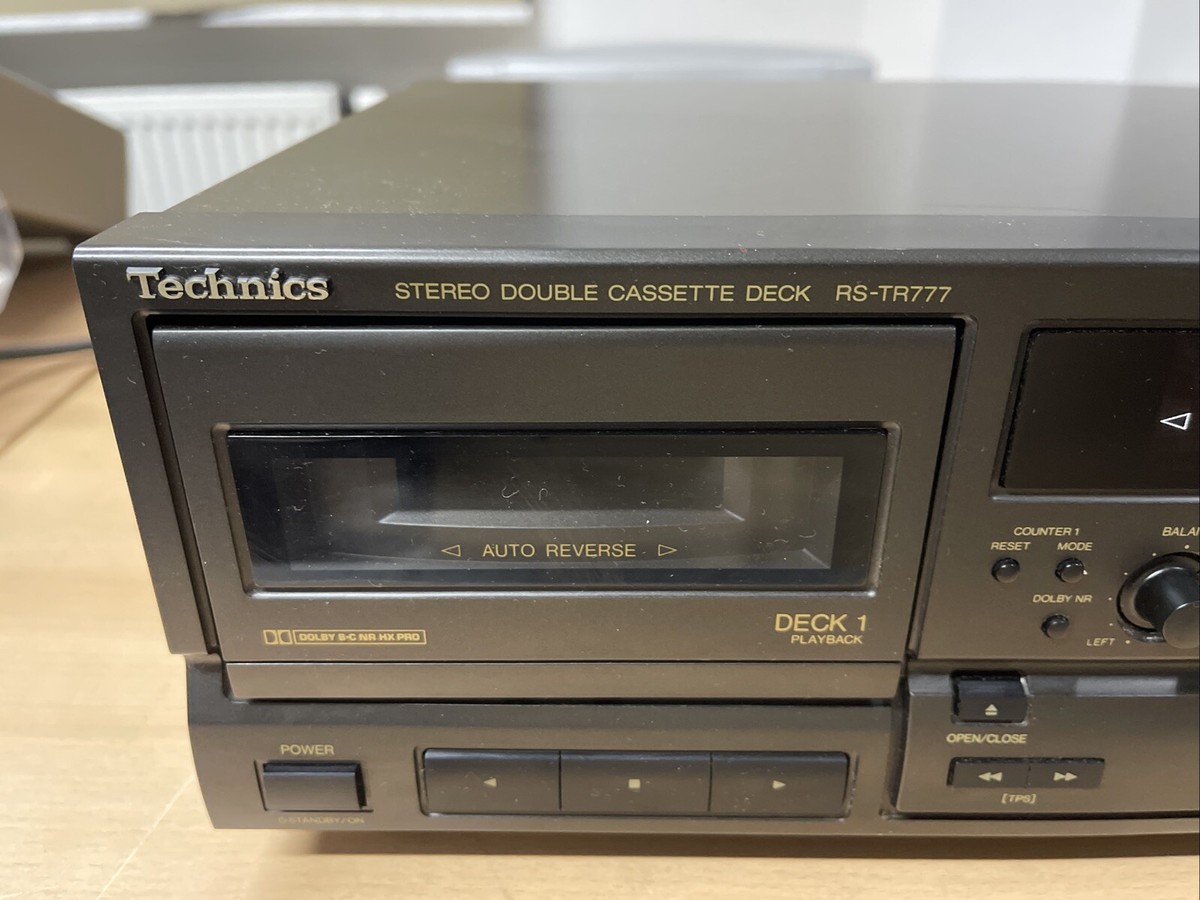 Technics
STEREO DOUBLE CASSETTE DECK RS-TR777
AUTO REVERSE
DOLBY B-C NR HX PRO
DECK 1
PLAYBACK
COUNTER 1
RESET MODE
DOLBY NR
LEFT
POWER
STANDBY/ON
OPEN/CLOSE
[TPS]